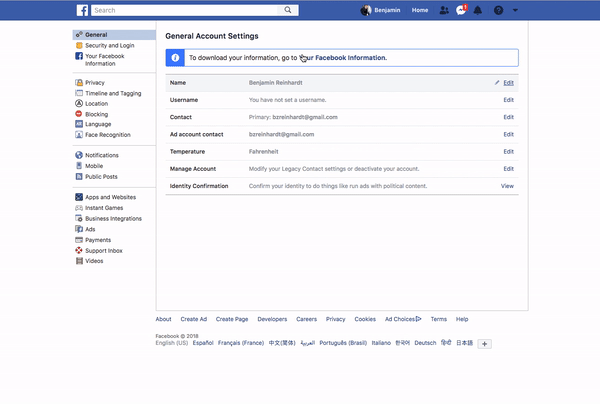 f Search Benjamin Home 1
General
Security and Login
Your Facebook
Information
Privacy
Timeline and Tagging
Location
Blocking
Language
Face Recognition
Notifications
Mobile
Public Posts
Apps and Websites
Instant Games
Business Integrations
Ads
Payments
Support Inbox
Videos
General Account Settings
To download your information, go to Your Facebook Information.
Name Benjamin Reinhardt Edit
Username You have not set a username. Edit
Contact Primary: bzreinhardt@gmail.com Edit
Ad account contact bzreinhardt@gmail.com Edit
Temperature Fahrenheit Edit
Manage Account Modify your Legacy Contact settings or deactivate your account. Edit
Identity Confirmation Confirm your identity to do things like run ads with political content. View
About Create Ad Create Page Developers Careers Privacy Cookies Ad Choices Terms Help
Facebook © 2018
English (US) Español Français (France) 中文(简体) العربية Português (Brasil) Italiano 한국어 Deutsch हिन्दी 日本語